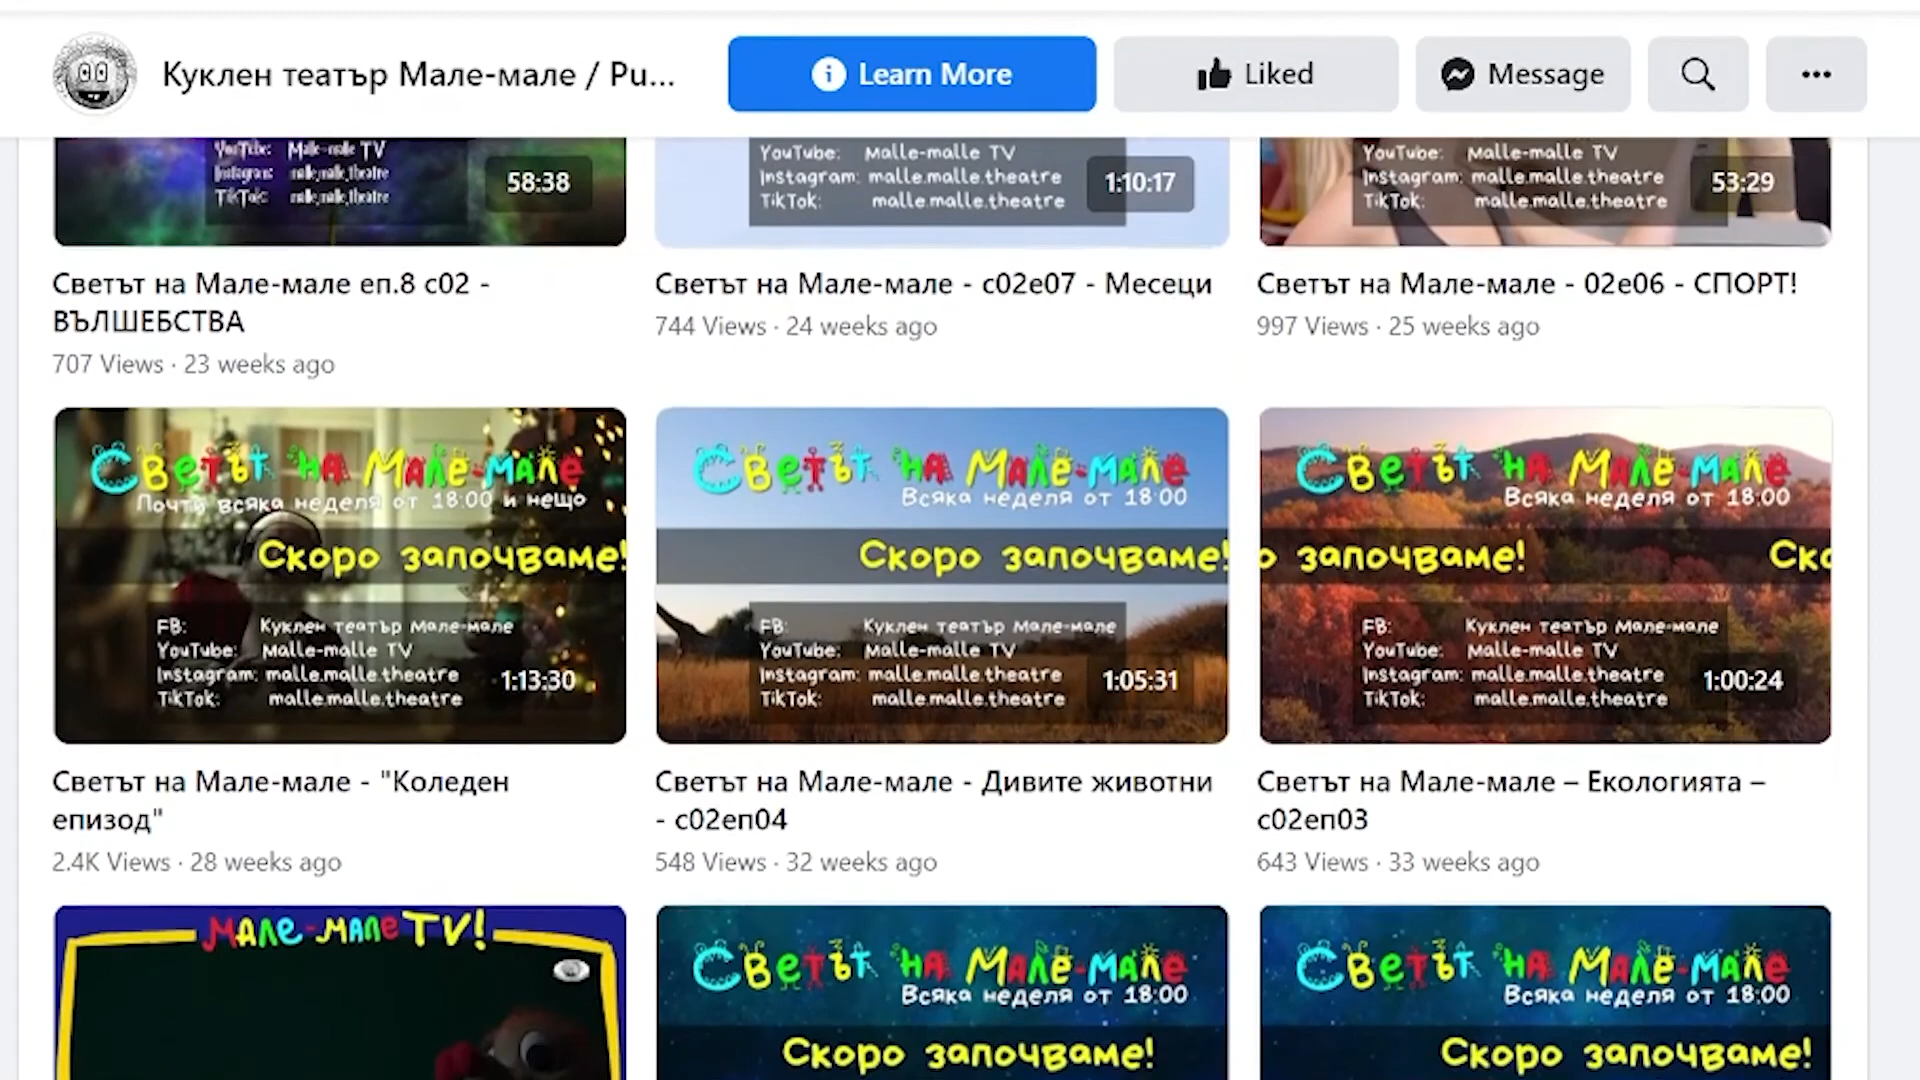 Куклен театър Мале-мале / Pu...
Learn More
Liked
Message
YouTube: Malle-malle TV
Instagram: malle.malle.theatre
TikTok: malle.malle.theatre
58:38
YouTube: Malle-malle TV
Instagram: malle.malle.theatre
TikTok: malle.malle.theatre
1:10:17
YouTube: Malle-malle TV
Instagram: malle.malle.theatre
TikTok: malle.malle.theatre
53:29
Светът на Мале-мале еп.8 с02 -
ВЪЛШЕБСТВА
707 Views · 23 weeks ago
Светът на Мале-мале - с02е07 - Месеци
744 Views · 24 weeks ago
Светът на Мале-мале - 02е06 - СПОРТ!
997 Views · 25 weeks ago
Светът на Мале-мале
Почти всяка неделя от 18:00 и нещо
Скоро започваме!
FB: Куклен театър Мале-мале
YouTube: Malle-malle TV
Instagram: malle.malle.theatre
TikTok: malle.malle.theatre
1:13:30
Светът на Мале-мале
Всяка неделя от 18:00
Скоро започваме!
FB: Куклен театър Мале-мале
YouTube: Malle-malle TV
Instagram: malle.malle.theatre
TikTok: malle.malle.theatre
1:05:31
Светът на Мале-мале
Всяка неделя от 18:00
о започваме! Ско
FB: Куклен театър Мале-мале
YouTube: Malle-malle TV
Instagram: malle.malle.theatre
TikTok: malle.malle.theatre
1:00:24
Светът на Мале-мале - "Коледен
епизод"
2.4K Views · 28 weeks ago
Светът на Мале-мале - Дивите животни
- с02еп04
548 Views · 32 weeks ago
Светът на Мале-мале – Екологията –
с02еп03
643 Views · 33 weeks ago
Мале-мале TV!
Светът на Мале-мале
Всяка неделя от 18:00
Скоро започваме!
Светът на Мале-мале
Всяка неделя от 18:00
Скоро започваме!